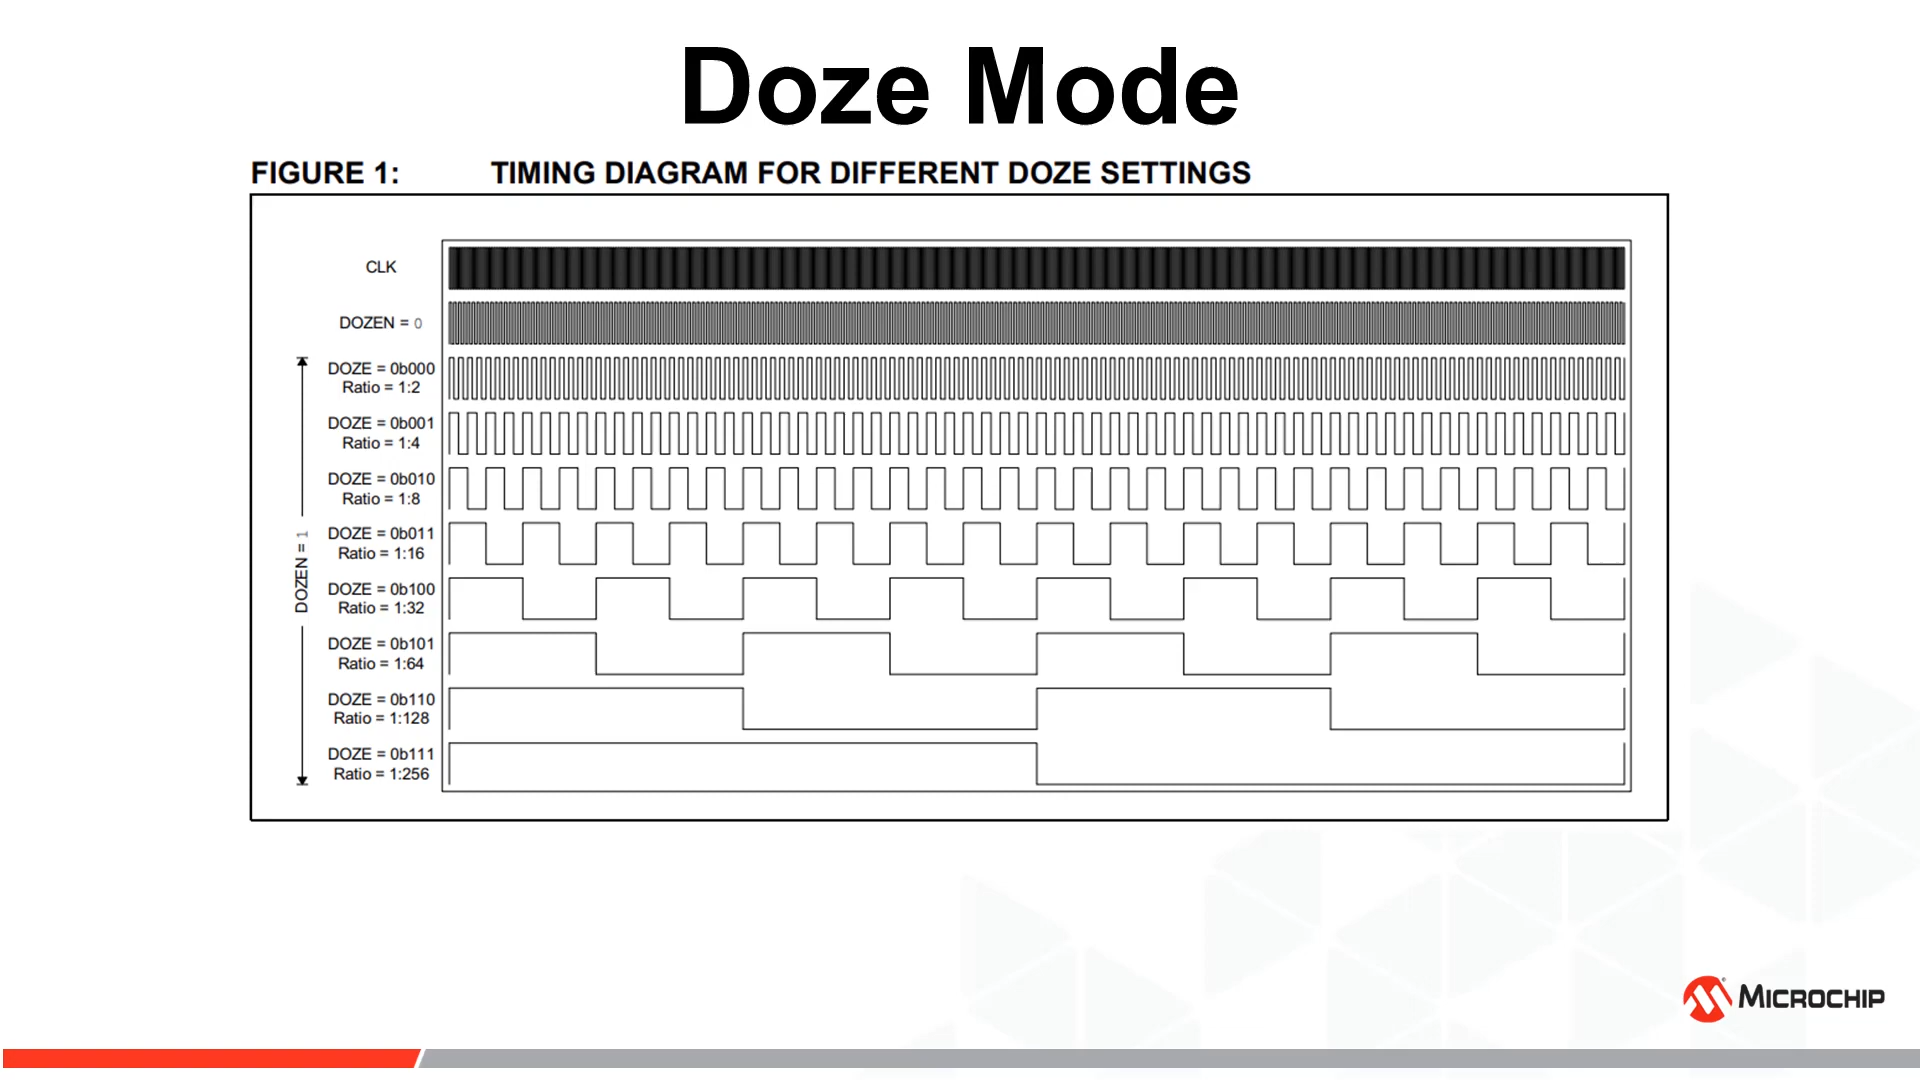 Doze Mode
FIGURE 1: TIMING DIAGRAM FOR DIFFERENT DOZE SETTINGS
CLK
DOZEN = 0
DOZEN = 1
DOZE = 0b000
Ratio = 1:2
DOZE = 0b001
Ratio = 1:4
DOZE = 0b010
Ratio = 1:8
DOZE = 0b011
Ratio = 1:16
DOZE = 0b100
Ratio = 1:32
DOZE = 0b101
Ratio = 1:64
DOZE = 0b110
Ratio = 1:128
DOZE = 0b111
Ratio = 1:256
MICROCHIP